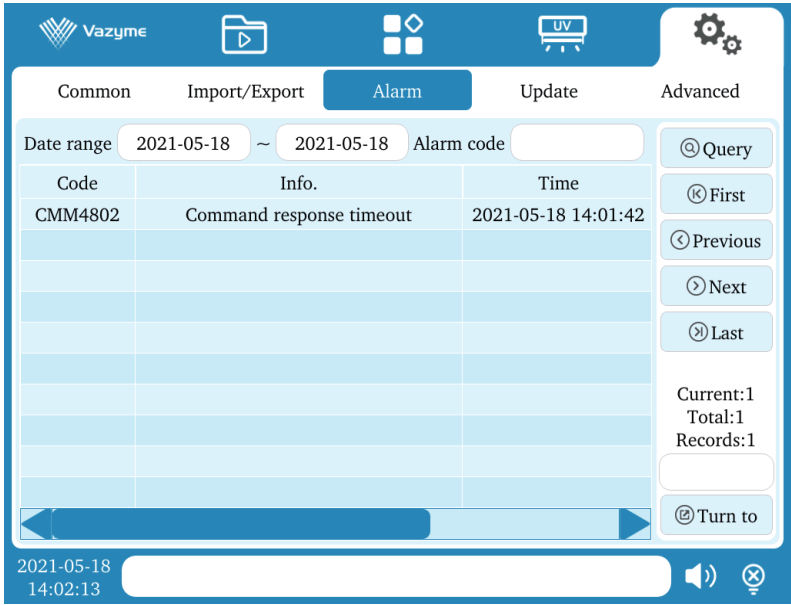 Vazyme
UV
Common Import/Export Alarm Update Advanced
Date range 2021-05-18 ~ 2021-05-18 Alarm code
Query
Code Info. Time
First
CMM4802 Command response timeout 2021-05-18 14:01:42
Previous
Next
Last
Current:1
Total:1
Records:1
Turn to
2021-05-18
14:02:13